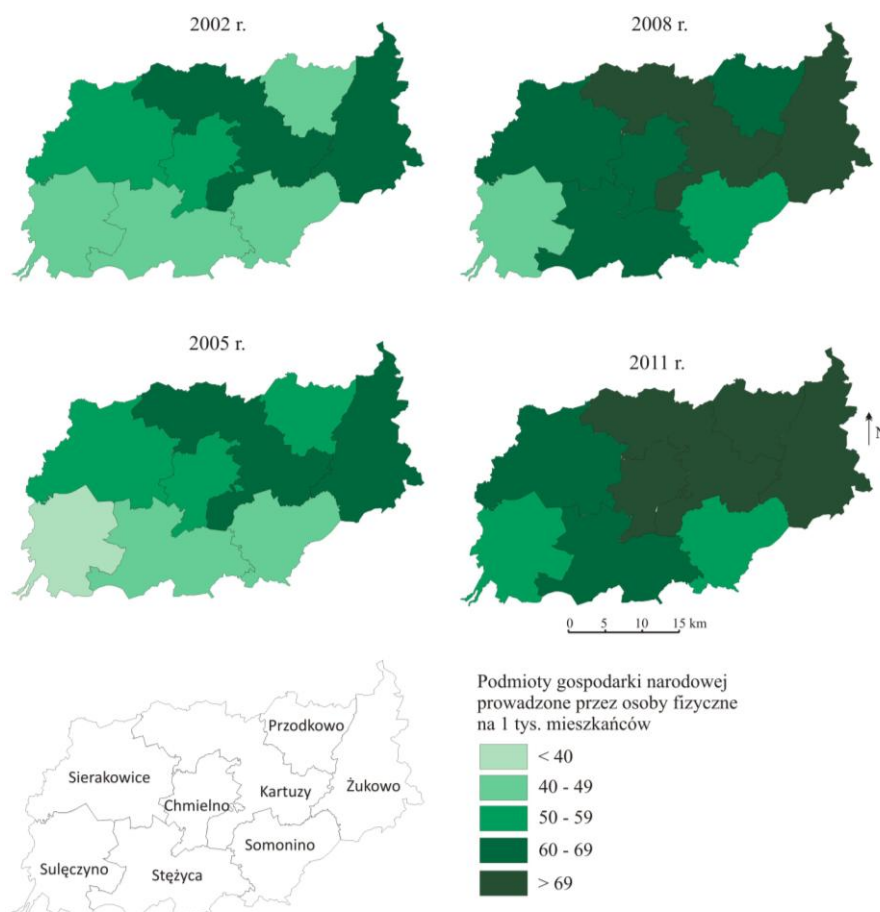 2002 r.
2008 r.
2005 r.
2011 r.
N
0 5 10 15 km
Przodkowo
Sierakowice
Żukowo
Kartuzy
Chmielno
Somonino
Sulęczyno
Stężyca
Podmioty gospodarki narodowej
prowadzone przez osoby fizyczne
na 1 tys. mieszkańców
< 40
40 - 49
50 - 59
60 - 69
> 69